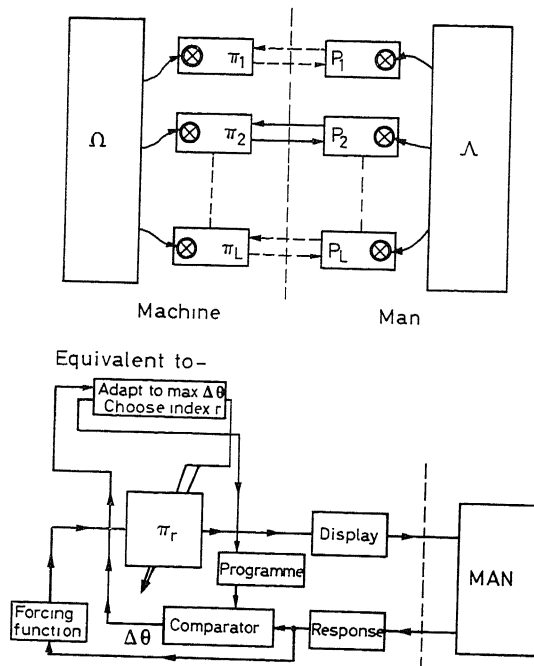 Ω
π1
P1
π2
P2
Λ
πL
PL
Machine
Man
Equivalent to-
Adapt to max Δθ
Choose index r
πr
Display
Programme
MAN
Forcing
function
Δθ
Comparator
Response